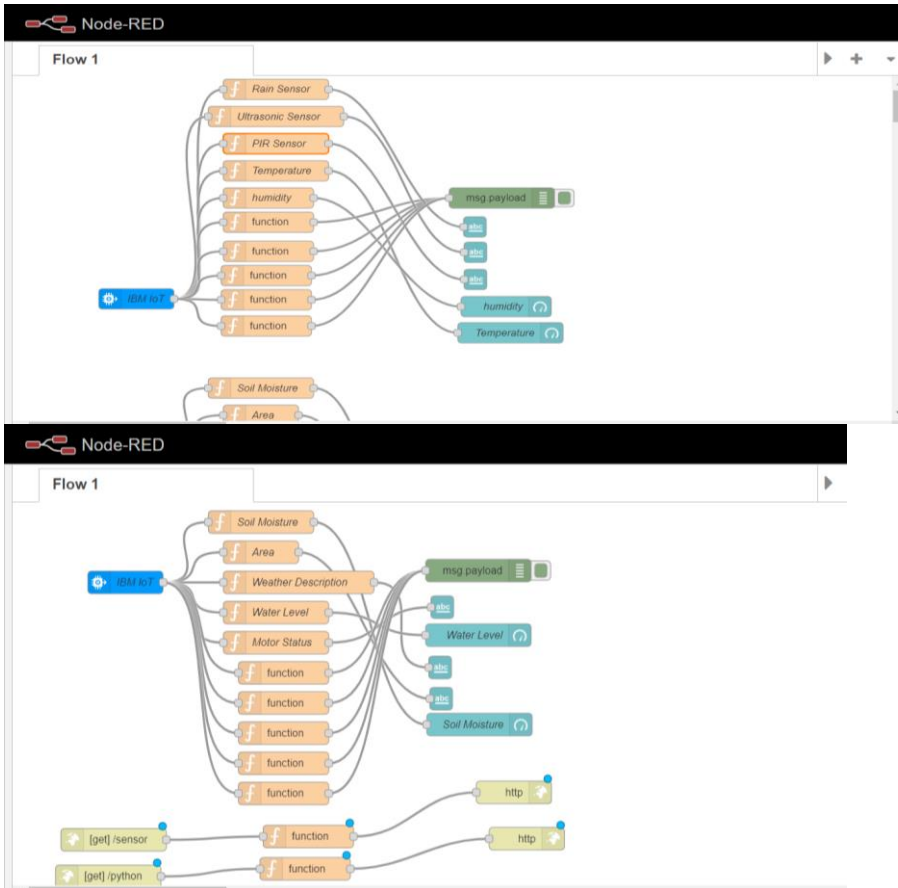 Node-RED
Flow 1
Rain Sensor
Ultrasonic Sensor
PIR Sensor
Temperature
humidity
msg.payload
function
abc
function
abc
function
abc
IBM IoT
function
humidity
function
Temperature
Soil Moisture
Area
Node-RED
Flow 1
Soil Moisture
Area
msg.payload
IBM IoT
Weather Description
abc
Water Level
Motor Status
Water Level
function
abc
function
abc
function
Soil Moisture
function
function
http
[get] /sensor
function
http
[get] /python
function